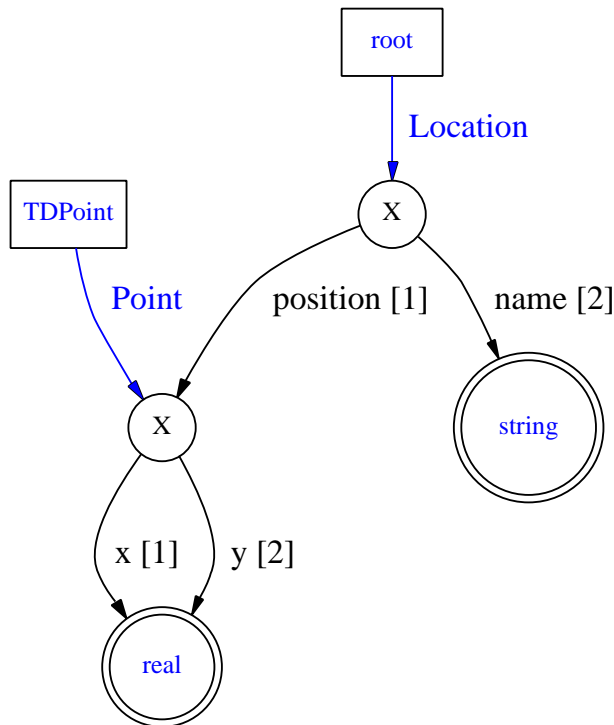 root
Location
TDPoint
X
Point
position [1]
name [2]
X
string
x [1]
y [2]
real